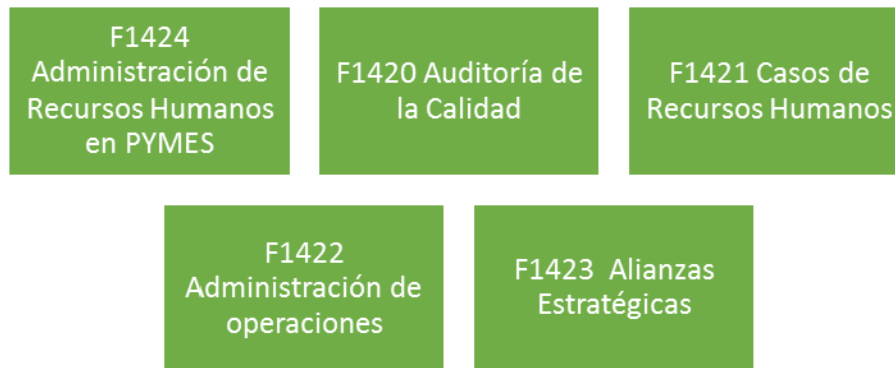 F1424
Administración de
Recursos Humanos
en PYMES
F1420 Auditoría de
la Calidad
F1421 Casos de
Recursos Humanos
F1422
Administración de
operaciones
F1423 Alianzas
Estratégicas